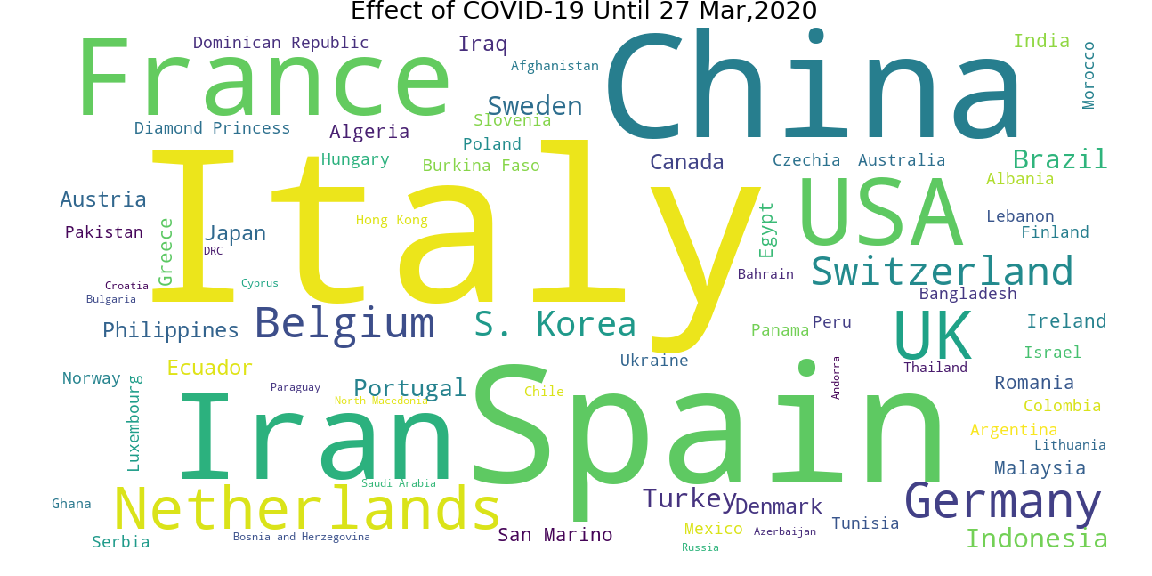 Effect of COVID-19 Until 27 Mar,2020
France
Dominican Republic
Iraq
China
India
Morocco
Afghanistan
Sweden
Slovenia
Diamond Princess
Algeria
Poland
Hungary
Burkina Faso
Canada
Czechia
Australia
Brazil
Albania
Italy
USA
Austria
Hong Kong
Egypt
Lebanon
Finland
Pakistan
Greece
Japan
DRC
Switzerland
Bahrain
Croatia
Cyprus
Bulgaria
Bangladesh
Philippines
Belgium
S. Korea
Panama
Peru
UK
Ireland
Israel
Ukraine
Thailand
Ecuador
Norway
Luxembourg
Paraguay
Portugal
North Macedonia
Chile
Andorra
Romania
Colombia
Iran
Spain
Argentina
Lithuania
Malaysia
Saudi Arabia
Ghana
Netherlands
Turkey
Denmark
Germany
Tunisia
Mexico
Azerbaijan
San Marino
Serbia
Bosnia and Herzegovina
Russia
Indonesia